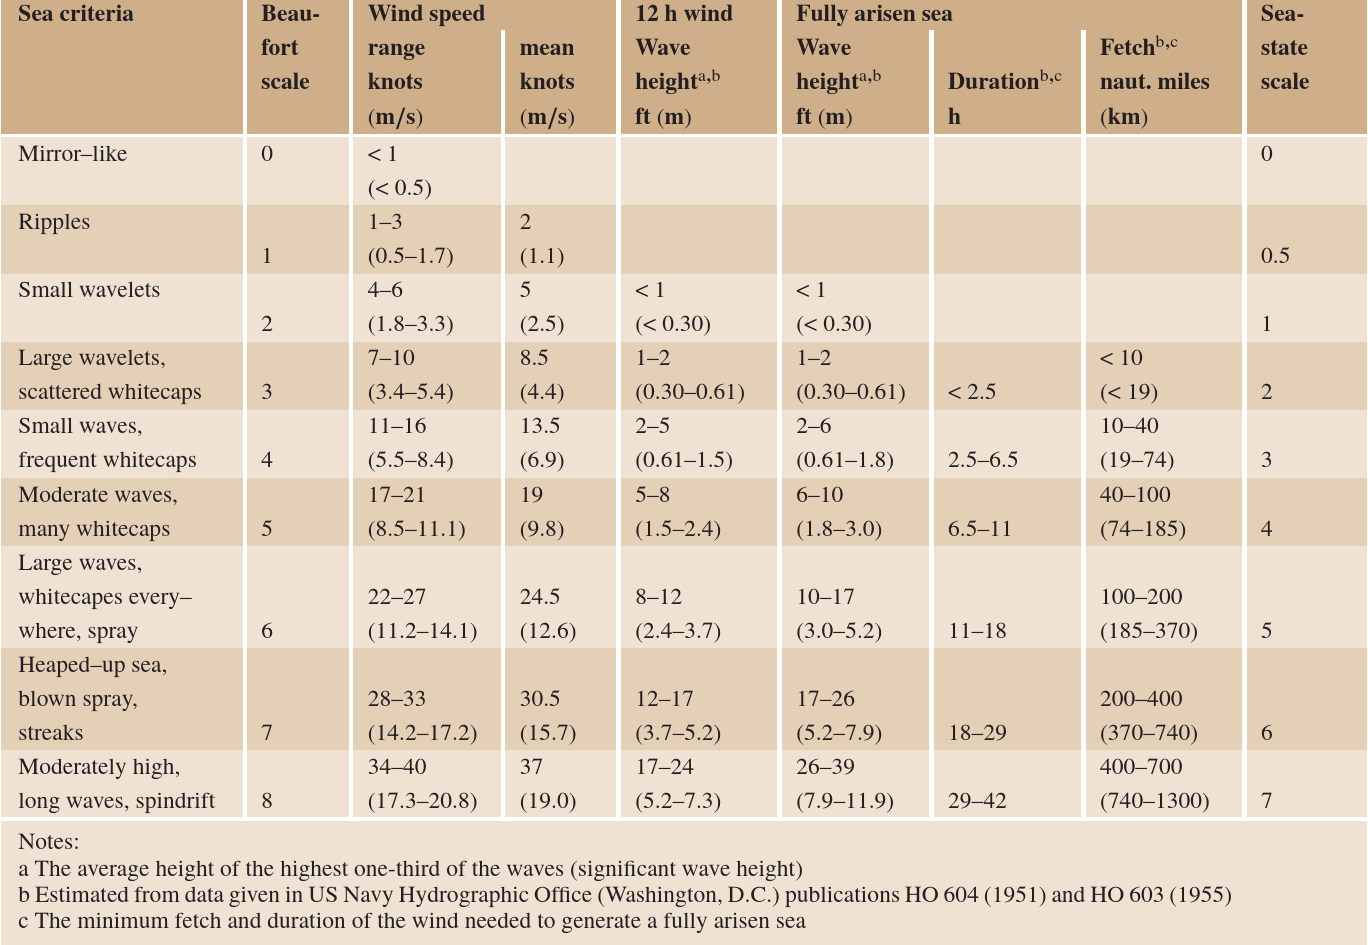 Sea criteria Beau- Wind speed 12 h wind Fully arisen sea Sea-
fort range mean Wave Wave Fetchb,c state
scale knots knots heighta,b heighta,b Durationb,c naut. miles scale
(m/s) (m/s) ft (m) ft (m) h (km)
Mirror–like 0 < 1 0
(< 0.5)
Ripples 1–3 2
1 (0.5–1.7) (1.1) 0.5
Small wavelets 4–6 5 < 1 < 1
2 (1.8–3.3) (2.5) (< 0.30) (< 0.30) 1
Large wavelets, 7–10 8.5 1–2 1–2 < 10
scattered whitecaps 3 (3.4–5.4) (4.4) (0.30–0.61) (0.30–0.61) < 2.5 (< 19) 2
Small waves, 11–16 13.5 2–5 2–6 10–40
frequent whitecaps 4 (5.5–8.4) (6.9) (0.61–1.5) (0.61–1.8) 2.5–6.5 (19–74) 3
Moderate waves, 17–21 19 5–8 6–10 40–100
many whitecaps 5 (8.5–11.1) (9.8) (1.5–2.4) (1.8–3.0) 6.5–11 (74–185) 4
Large waves,
whitecapes every– 22–27 24.5 8–12 10–17 100–200
where, spray 6 (11.2–14.1) (12.6) (2.4–3.7) (3.0–5.2) 11–18 (185–370) 5
Heaped–up sea,
blown spray, 28–33 30.5 12–17 17–26 200–400
streaks 7 (14.2–17.2) (15.7) (3.7–5.2) (5.2–7.9) 18–29 (370–740) 6
Moderately high, 34–40 37 17–24 26–39 400–700
long waves, spindrift 8 (17.3–20.8) (19.0) (5.2–7.3) (7.9–11.9) 29–42 (740–1300) 7
Notes:
a The average height of the highest one-third of the waves (significant wave height)
b Estimated from data given in US Navy Hydrographic Office (Washington, D.C.) publications HO 604 (1951) and HO 603 (1955)
c The minimum fetch and duration of the wind needed to generate a fully arisen sea